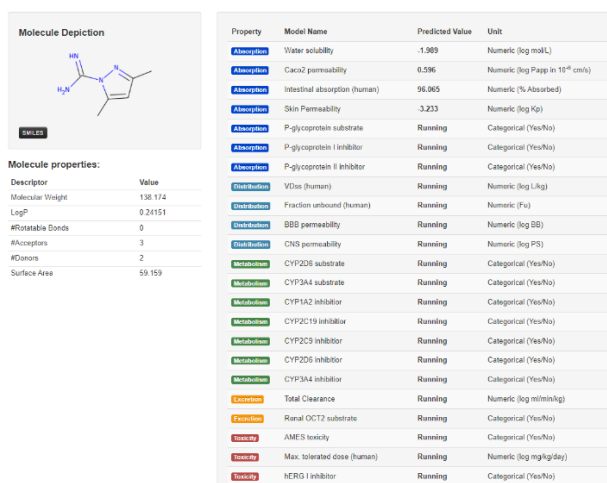 Molecule Depiction
HN
N
N
H₂N
SMILES
Molecule properties:
Descriptor Value
Molecular Weight 138.174
LogP 0.24151
#Rotatable Bonds 0
#Acceptors 3
#Donors 2
Surface Area 59.159
Property Model Name Predicted Value Unit
Absorption Water solubility -1.989 Numeric (log mol/L)
Absorption Caco2 permeability 0.596 Numeric (log Papp in 10⁻⁶ cm/s)
Absorption Intestinal absorption (human) 96.065 Numeric (% Absorbed)
Absorption Skin Permeability -3.233 Numeric (log Kp)
Absorption P-glycoprotein substrate Running Categorical (Yes/No)
Absorption P-glycoprotein I inhibitor Running Categorical (Yes/No)
Absorption P-glycoprotein II inhibitor Running Categorical (Yes/No)
Distribution VDss (human) Running Numeric (log L/kg)
Distribution Fraction unbound (human) Running Numeric (Fu)
Distribution BBB permeability Running Numeric (log BB)
Distribution CNS permeability Running Numeric (log PS)
Metabolism CYP2D6 substrate Running Categorical (Yes/No)
Metabolism CYP3A4 substrate Running Categorical (Yes/No)
Metabolism CYP1A2 inhibitior Running Categorical (Yes/No)
Metabolism CYP2C19 inhibitior Running Categorical (Yes/No)
Metabolism CYP2C9 inhibitior Running Categorical (Yes/No)
Metabolism CYP2D6 inhibitior Running Categorical (Yes/No)
Metabolism CYP3A4 inhibitior Running Categorical (Yes/No)
Excretion Total Clearance Running Numeric (log ml/min/kg)
Excretion Renal OCT2 substrate Running Categorical (Yes/No)
Toxicity AMES toxicity Running Categorical (Yes/No)
Toxicity Max. tolerated dose (human) Running Numeric (log mg/kg/day)
Toxicity hERG I inhibitor Running Categorical (Yes/No)